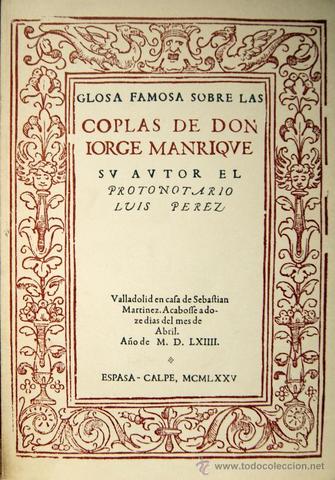 GLOSA FAMOSA SOBRE LAS
COPLAS DE DON
IORGE MANRIQVE
SV AVTOR EL
PROTONOTARIO
LUIS PEREZ
Valladolid en casa de Sebastian
Martinez. Acabosse a do-
ze dias del mes de
Abril.
Año de M. D. LXIIII.
ESPASA-CALPE, MCMLXXV
www.todocoleccion.net